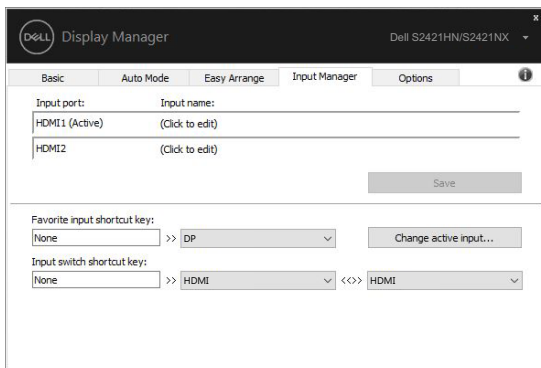 x
DELL Display Manager Dell S2421HN/S2421NX
Basic Auto Mode Easy Arrange Input Manager Options i
Input port: Input name:
HDMI1 (Active) (Click to edit)
HDMI2 (Click to edit)
Save
Favorite input shortcut key:
None >> DP Change active input...
Input switch shortcut key:
None >> HDMI <<>> HDMI